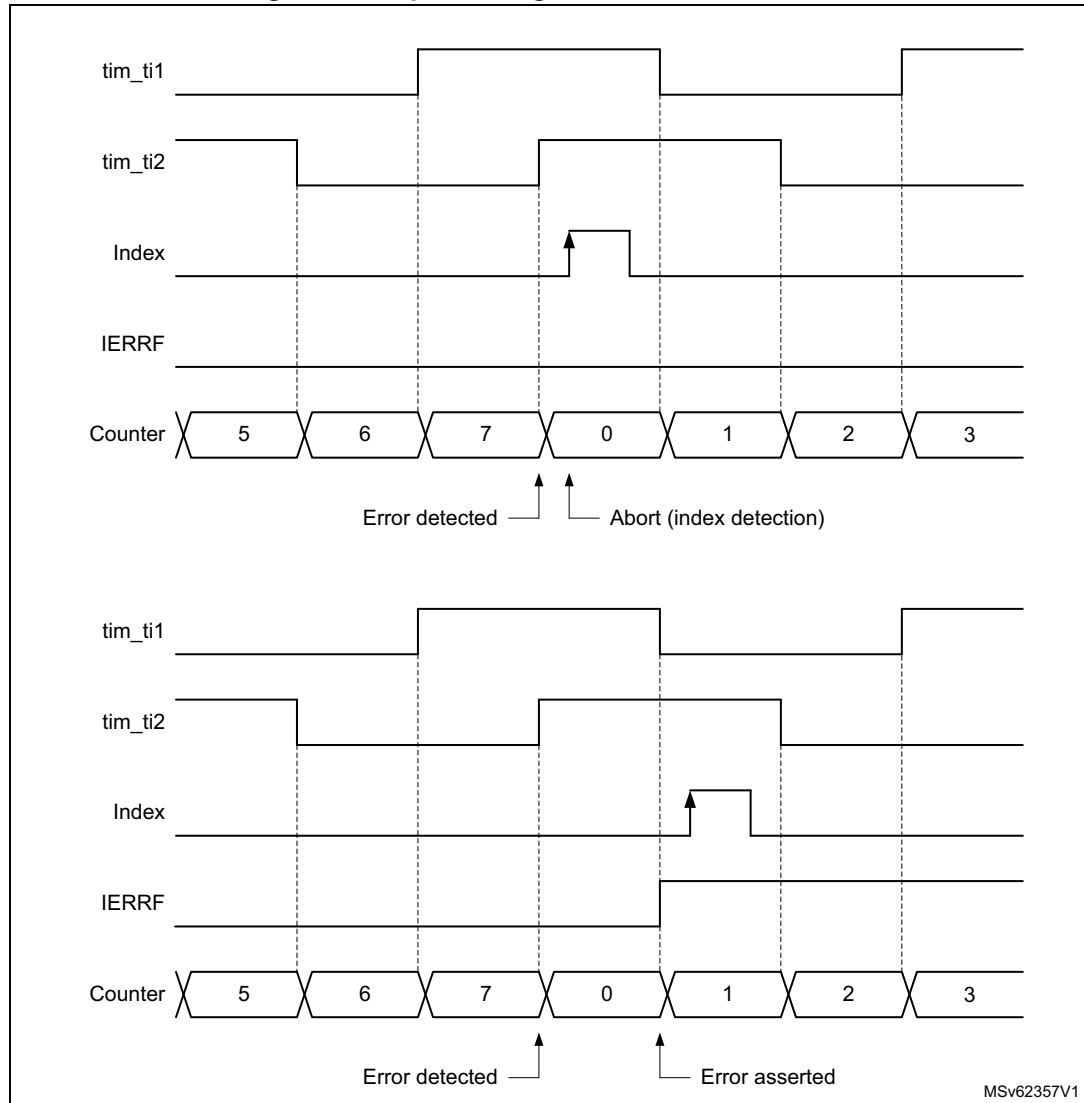 tim_ti1
tim_ti2
Index
IERRF
Counter 5 6 7 0 1 2 3
Error detected Abort (index detection)
tim_ti1
tim_ti2
Index
IERRF
Counter 5 6 7 0 1 2 3
Error detected Error asserted
MSv62357V1